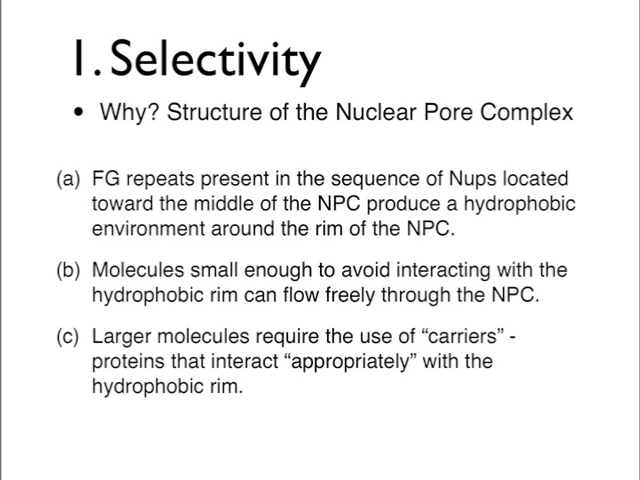 1. Selectivity
• Why? Structure of the Nuclear Pore Complex
(a) FG repeats present in the sequence of Nups located
toward the middle of the NPC produce a hydrophobic
environment around the rim of the NPC.
(b) Molecules small enough to avoid interacting with the
hydrophobic rim can flow freely through the NPC.
(c) Larger molecules require the use of “carriers” -
proteins that interact “appropriately” with the
hydrophobic rim.